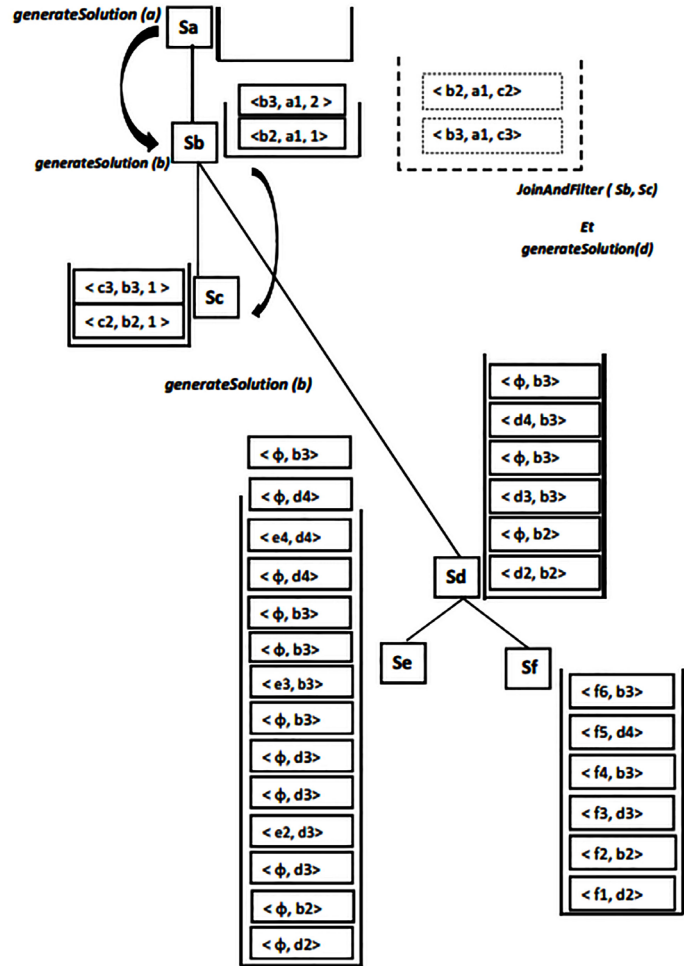 generateSolution (a)
Sa
<b3, a1, 2 >
<b2, a1, 1>
Sb
generateSolution (b)
< b2, a1, c2>
< b3, a1, c3>
JoinAndFilter ( Sb, Sc)
Et
generateSolution(d)
< c3, b3, 1 >
< c2, b2, 1>
Sc
generateSolution (b)
< ϕ, b3>
< d4, b3>
< ϕ, b3>
< d3, b3>
< ϕ, b2>
< d2, b2>
Sd
Se
Sf
< ϕ, b3>
< ϕ, d4>
< e4, d4>
< ϕ, d4>
< ϕ, b3>
< ϕ, b3>
< e3, b3>
< ϕ, b3>
< ϕ, d3>
< ϕ, d3>
< e2, d3>
< ϕ, d3>
< ϕ, b2>
< ϕ, d2>
< f6, b3>
< f5, d4>
< f4, b3>
< f3, d3>
< f2, b2>
< f1, d2>